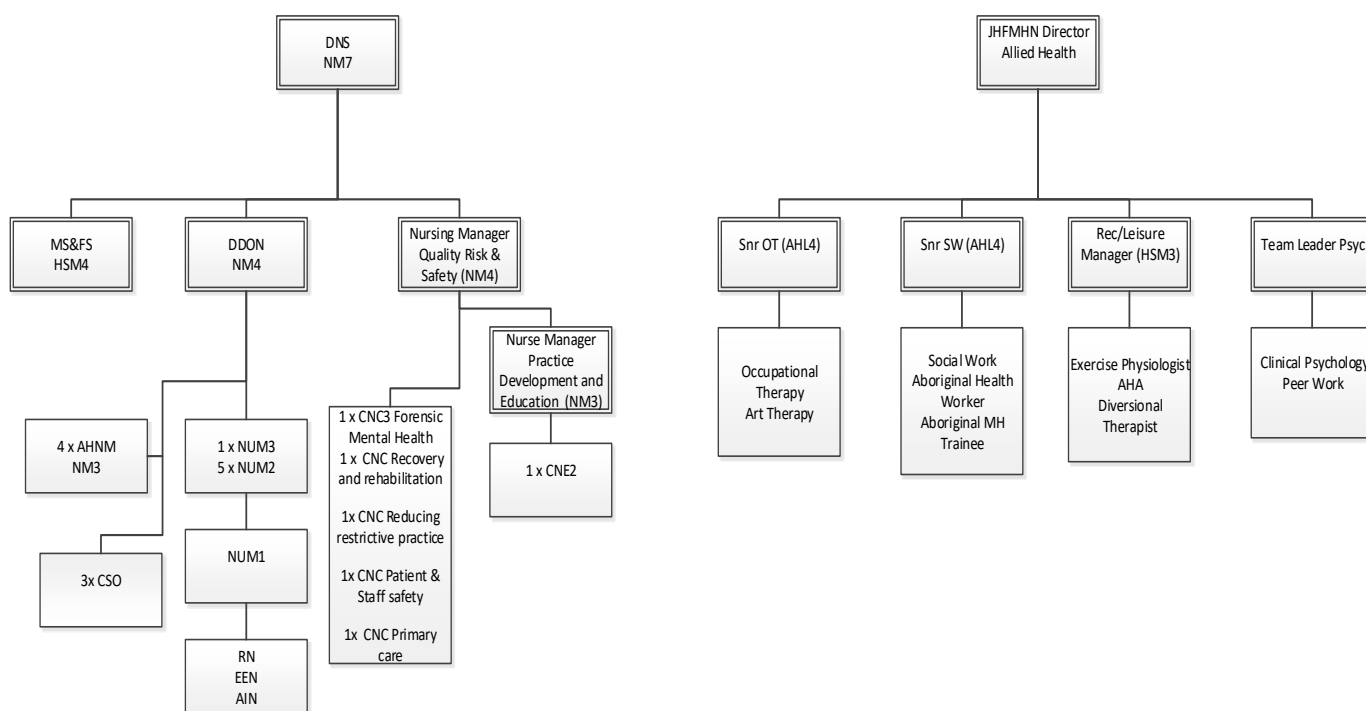 DNS
NM7
JHFMHN Director
Allied Health
MS&FS
HSM4
DDON
NM4
Nursing Manager
Quality Risk &
Safety (NM4)
Snr OT (AHL4)
Snr SW (AHL4)
Rec/Leisure
Manager (HSM3)
Team Leader Psyc
Nurse Manager
Practice
Development and
Education (NM3)
Occupational
Therapy
Art Therapy
Social Work
Aboriginal Health
Worker
Aboriginal MH
Trainee
Exercise Physiologist
AHA
Diversional
Therapist
Clinical Psychology
Peer Work
4 x AHNM
NM3
1 x NUM3
5 x NUM2
1 x CNC3 Forensic
Mental Health
1 x CNC Recovery
and rehabilitation
1x CNC Reducing
restrictive practice
1x CNC Patient &
Staff safety
1x CNC Primary
care
1 x CNE2
3x CSO
NUM1
RN
EEN
AIN